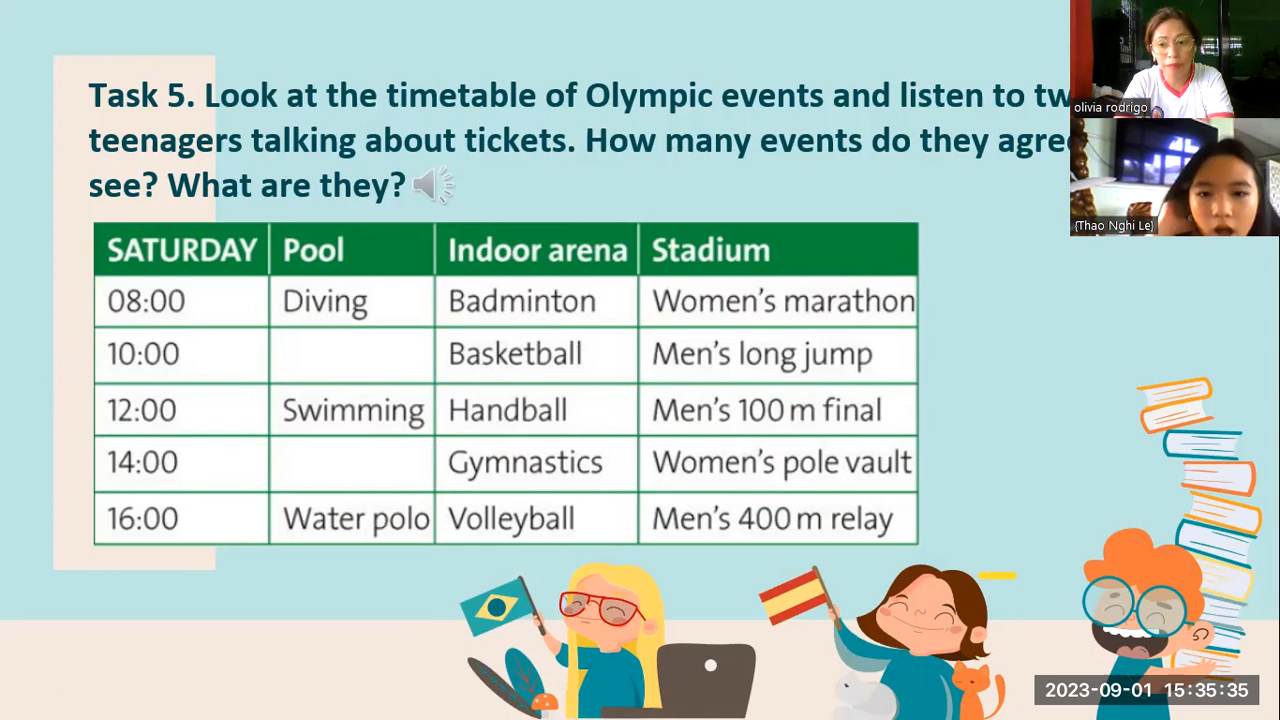 Task 5. Look at the timetable of Olympic events and listen to tw
teenagers talking about tickets. How many events do they agre
see? What are they?
SATURDAY Pool Indoor arena Stadium
08:00 Diving Badminton Women's marathon
10:00 Basketball Men's long jump
12:00 Swimming Handball Men's 100 m final
14:00 Gymnastics Women's pole vault
16:00 Water polo Volleyball Men's 400 m relay
olivia rodrigo
{Thao Nghi Le}
2023-09-01 15:35:35